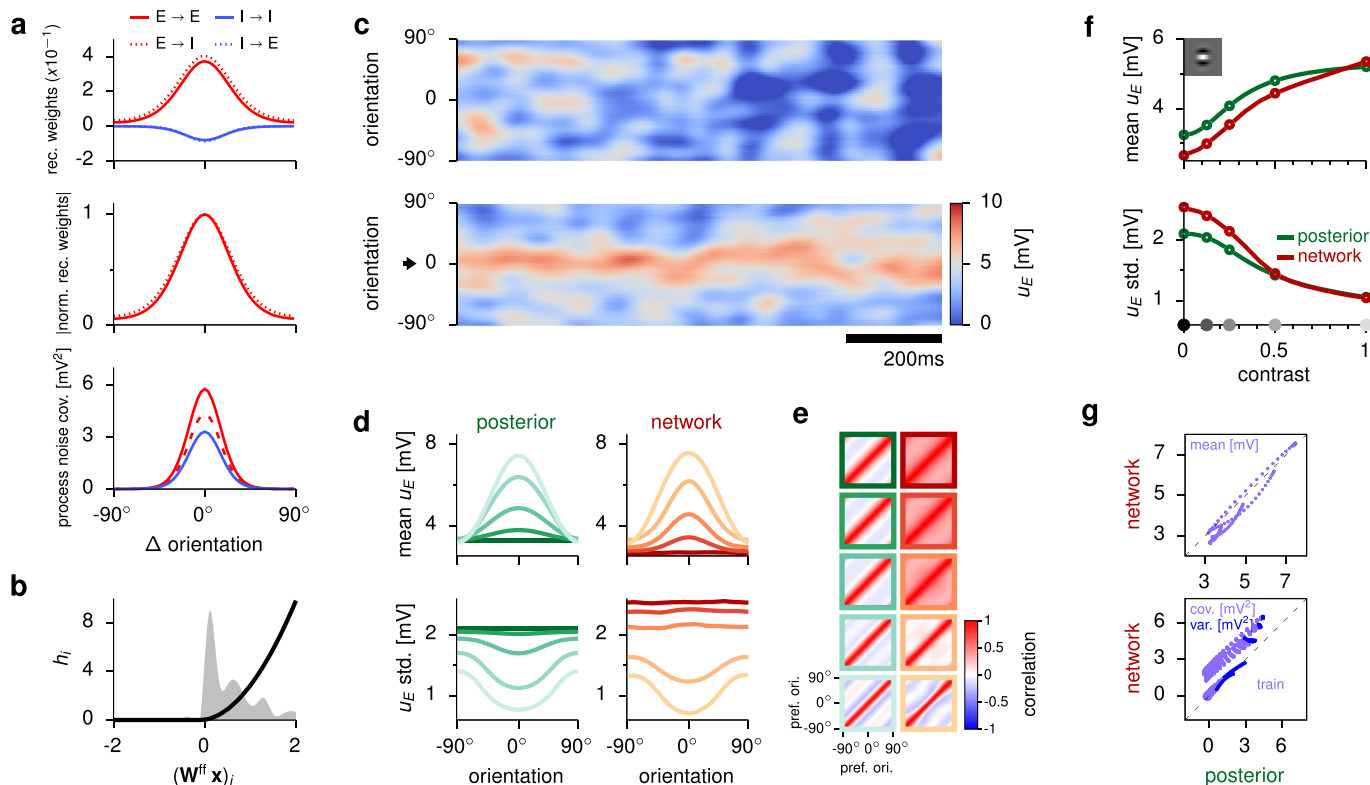 a
E → E
I → I
E → I
I → E
rec. weights (x10⁻¹)
4
2
0
-2
|norm. rec. weights|
1
0
process noise cov. [mV²]
6
3
0
-90°
0°
90°
Δ orientation
b
h_i
8
4
0
-2
0
2
(W^ff x)_i
c
orientation
90°
0
-90°
orientation
90°
0
-90°
10
5
0
u_E [mV]
200ms
d
posterior
network
mean u_E [mV]
8
4
8
4
u_E std. [mV]
2
1
2
1
-90°
0°
90°
-90°
0°
90°
orientation
orientation
e
1
0.5
0
-0.5
-1
correlation
pref. ori.
90°
0°
-90°
-90° 0° 90°
pref. ori.
f
mean u_E [mV]
6
4
u_E std. [mV]
2
1
posterior
network
0
0.5
1
contrast
g
network
7
5
3
mean [mV]
3
5
7
network
6
3
0
cov. [mV²]
var. [mV²]
train
0
3
6
posterior